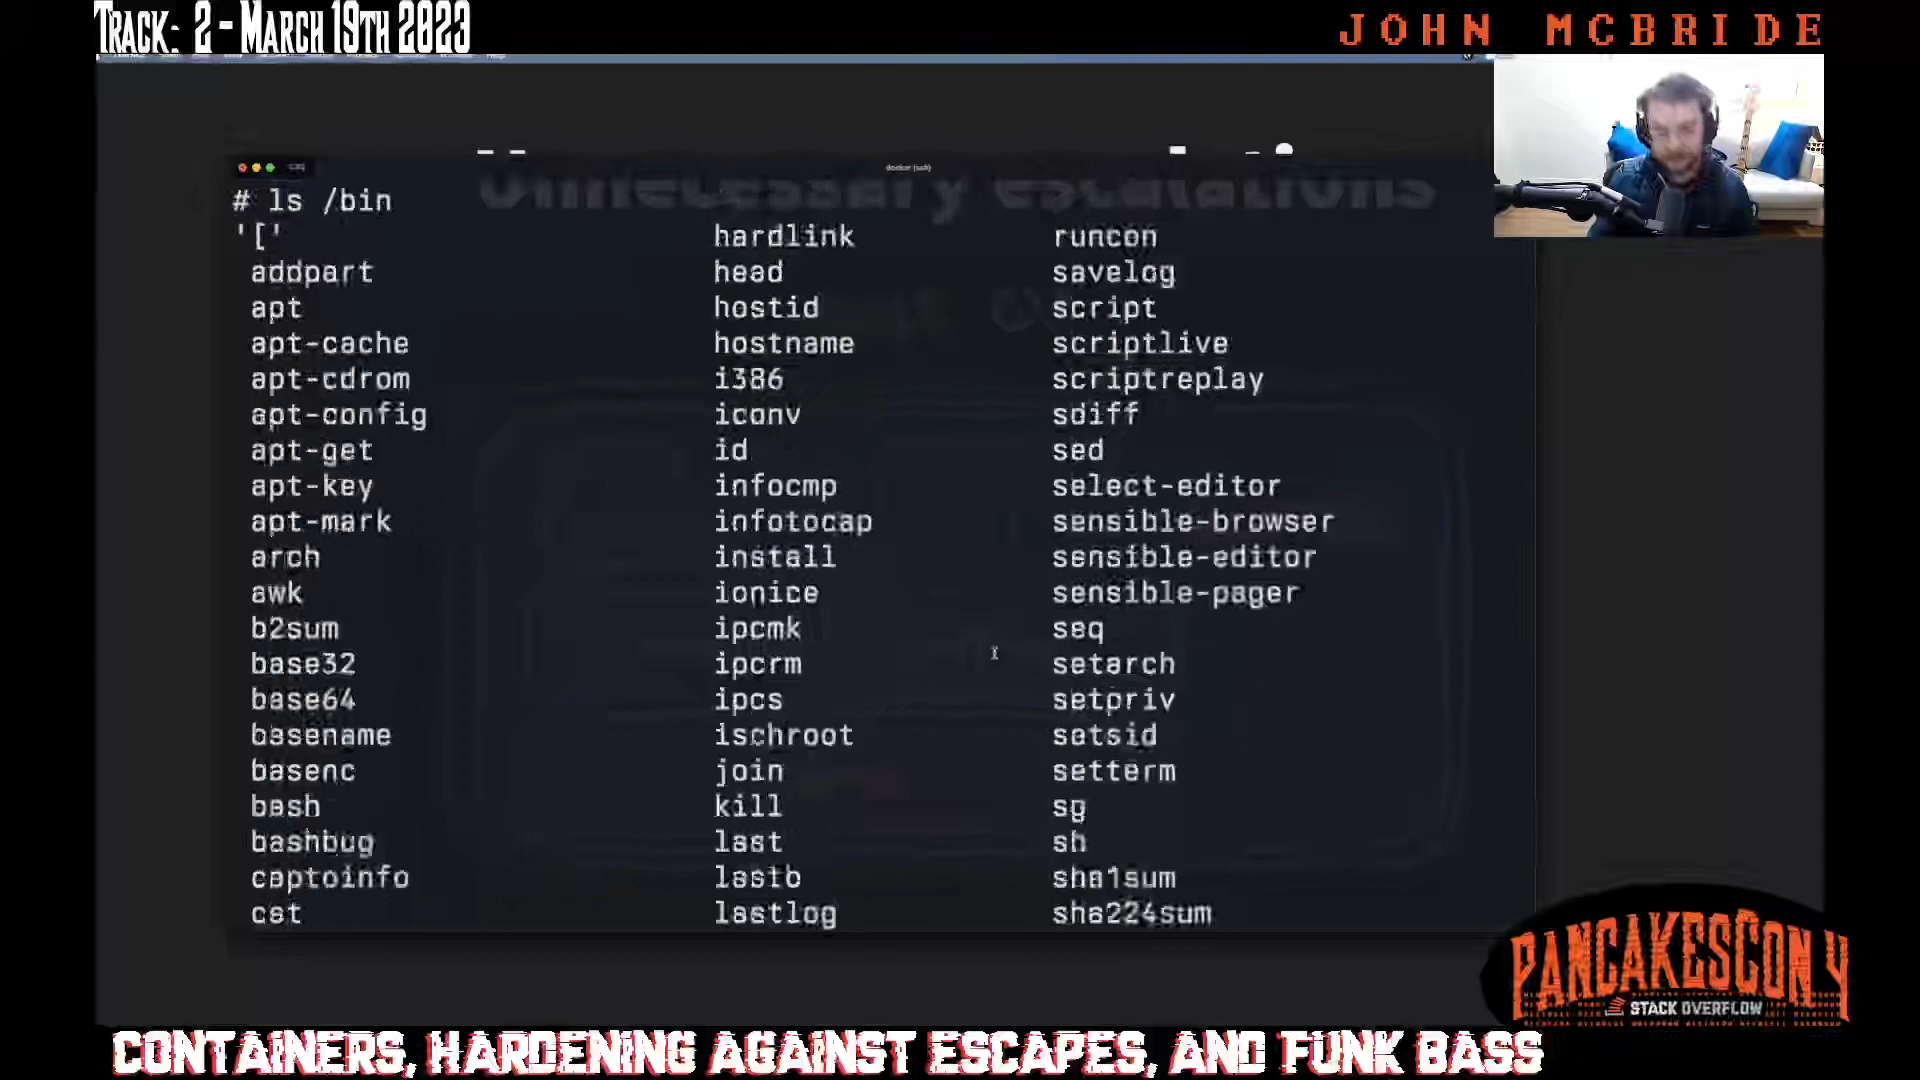 TRACK: 2 - MARCH 19TH 2023
JOHN MCBRIDE
Unnecessary escalations
docker (ssh)
# ls /bin
'['
addpart
apt
apt-cache
apt-cdrom
apt-config
apt-get
apt-key
apt-mark
arch
awk
b2sum
base32
base64
basename
basenc
bash
bashbug
captoinfo
cat
hardlink
head
hostid
hostname
i386
iconv
id
infocmp
infotocap
install
ionice
ipcmk
ipcrm
ipcs
ischroot
join
kill
last
lastb
lastlog
runcon
savelog
script
scriptlive
scriptreplay
sdiff
sed
select-editor
sensible-browser
sensible-editor
sensible-pager
seq
setarch
setpriv
setsid
setterm
sg
sh
sha1sum
sha224sum
PANCAKESCON 4
STACK OVERFLOW
CONTAINERS, HARDENING AGAINST ESCAPES, AND FUNK BASS